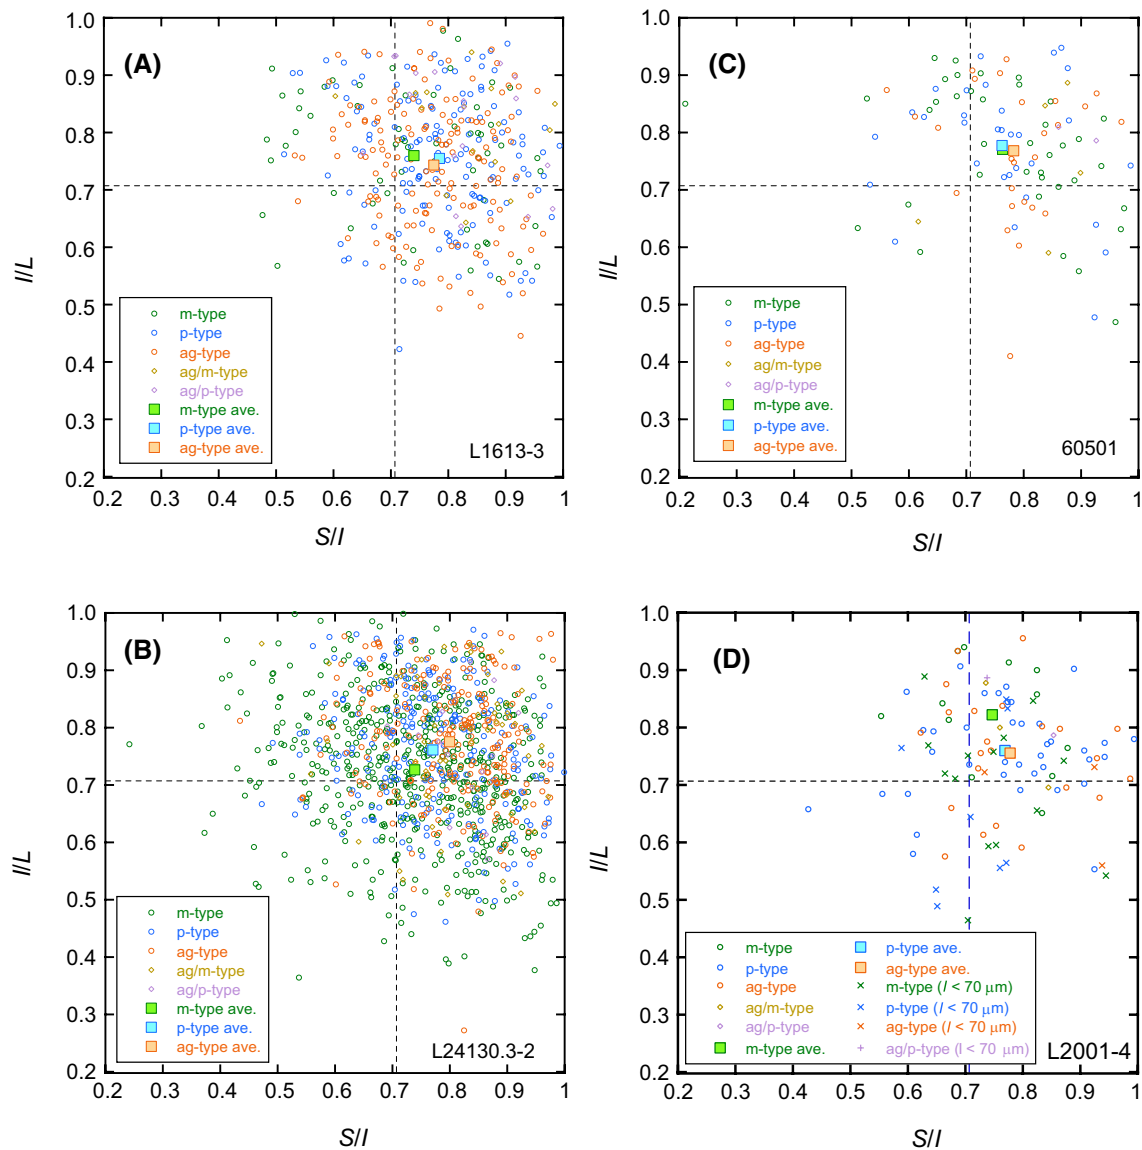 (A)
1.0
0.9
0.8
0.7
0.6
0.5
0.4
0.3
0.2
I/L
m-type
p-type
ag-type
ag/m-type
ag/p-type
m-type ave.
p-type ave.
ag-type ave.
L1613-3
0.2 0.3 0.4 0.5 0.6 0.7 0.8 0.9 1
S/I
(C)
1.0
0.9
0.8
0.7
0.6
0.5
0.4
0.3
0.2
I/L
m-type
p-type
ag-type
ag/m-type
ag/p-type
m-type ave.
p-type ave.
ag-type ave.
60501
0.2 0.3 0.4 0.5 0.6 0.7 0.8 0.9 1
S/I
(B)
1.0
0.9
0.8
0.7
0.6
0.5
0.4
0.3
0.2
I/L
m-type
p-type
ag-type
ag/m-type
ag/p-type
m-type ave.
p-type ave.
ag-type ave.
L24130.3-2
0.2 0.3 0.4 0.5 0.6 0.7 0.8 0.9 1
S/I
(D)
1.0
0.9
0.8
0.7
0.6
0.5
0.4
0.3
0.2
I/L
m-type
p-type
ag-type
ag/m-type
ag/p-type
m-type ave.
p-type ave.
ag-type ave.
m-type (I < 70 μm)
p-type (I < 70 μm)
ag-type (I < 70 μm)
ag/p-type (I < 70 μm)
L2001-4
0.2 0.3 0.4 0.5 0.6 0.7 0.8 0.9 1
S/I